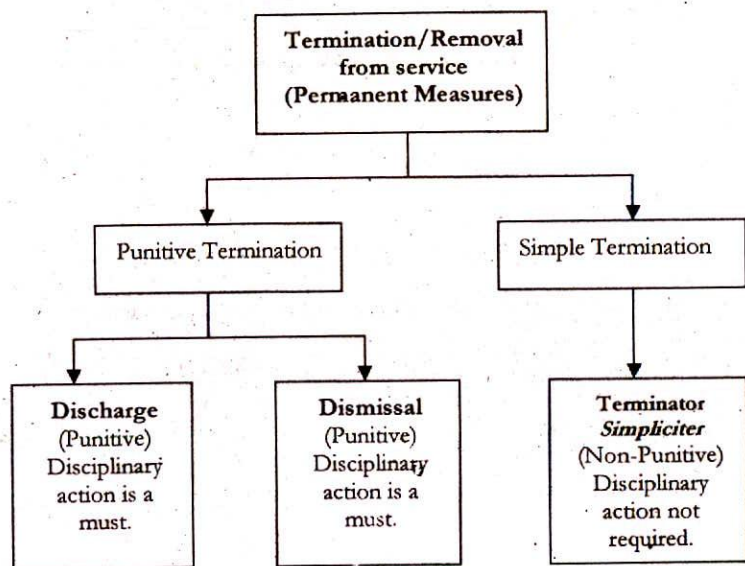 Termination/Removal
from service
(Permanent Measures)
Punitive Termination
Simple Termination
Discharge
(Punitive)
Disciplinary
action is a
must.
Dismissal
(Punitive)
Disciplinary
action is a
must.
Terminator
Simpliciter
(Non-Punitive)
Disciplinary
action not
required.